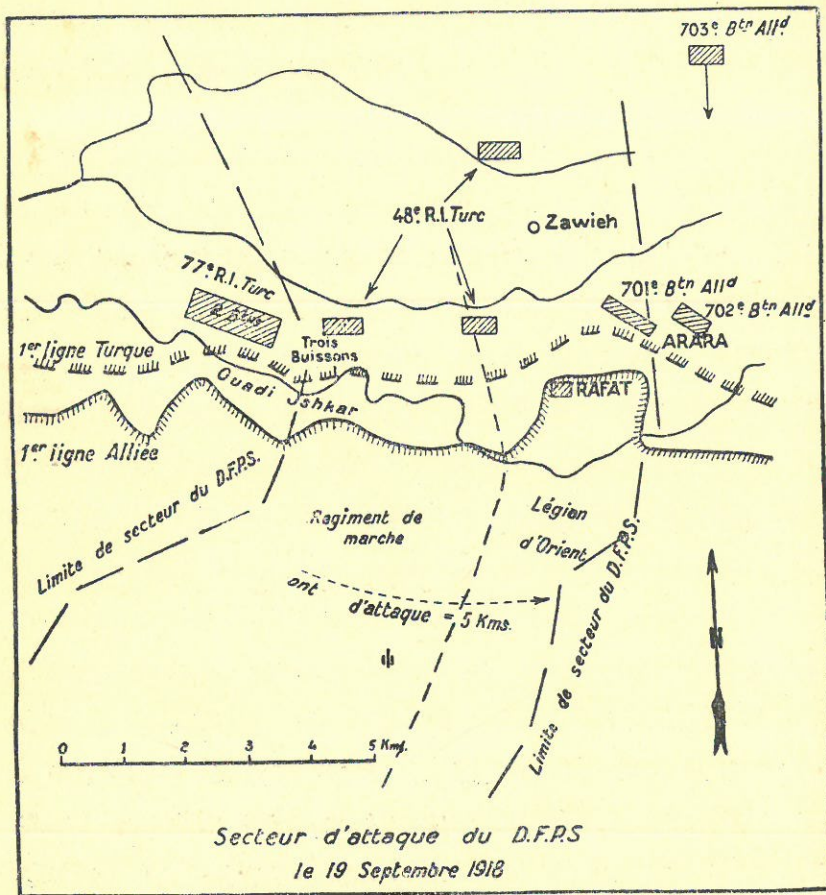 703e Btn Alld
48e R.I. Turc
Zawieh
77e R.I. Turc
701e Btn Alld
702e Btn Alld
ARARA
Trois
Buissons
1er ligne Turque
Ouadi Ishkar
RAFAT
1er ligne Alliée
Limite de secteur du D.F.P.S.
Régiment de
marche
Légion
d'Orient
ont d'attaque = 5 Kms.
Limite de secteur du D.F.P.S.
N
0 1 2 3 4 5 Kms.
Secteur d'attaque du D.F.P.S
le 19 Septembre 1918